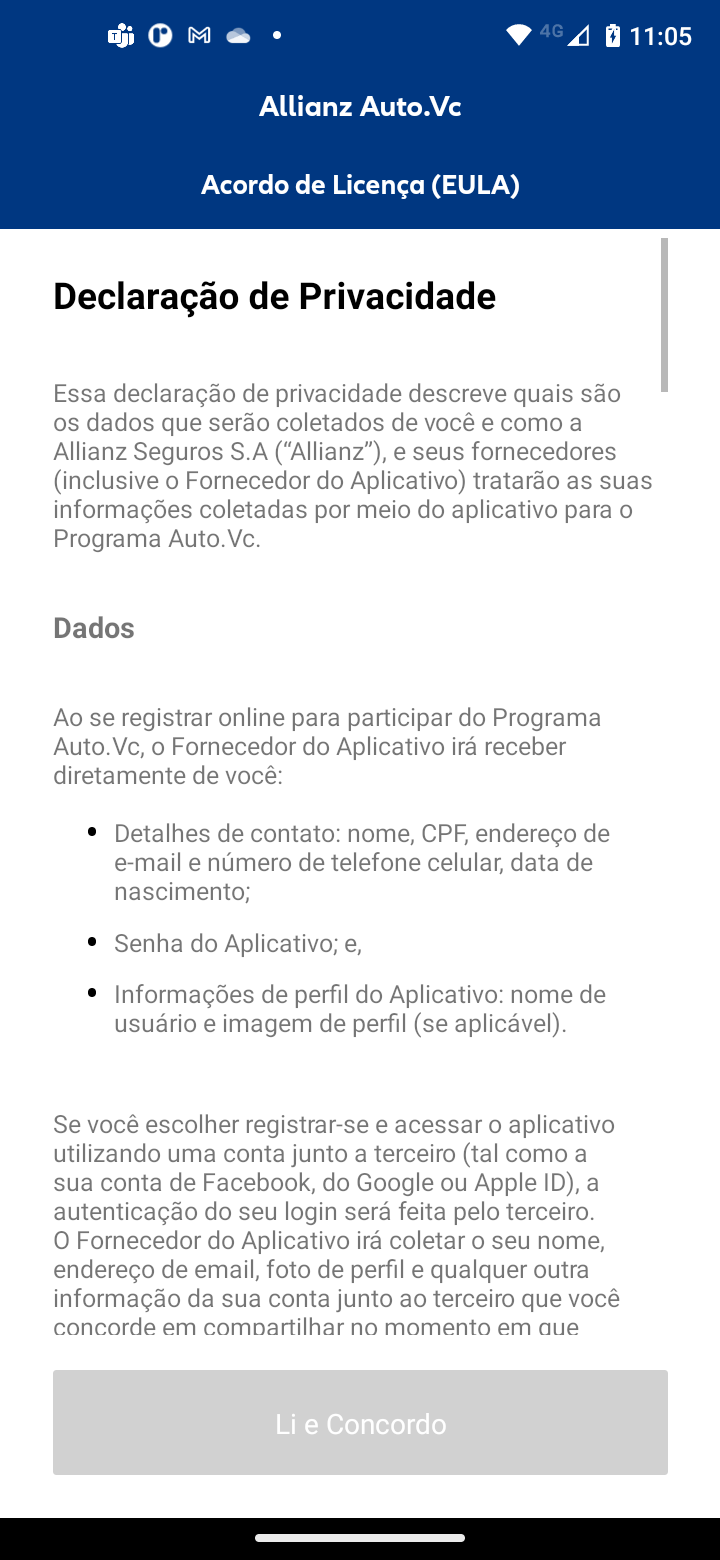 4G 11:05
Allianz Auto.Vc
Acordo de Licença (EULA)
Declaração de Privacidade
Essa declaração de privacidade descreve quais são
os dados que serão coletados de você e como a
Allianz Seguros S.A (“Allianz”), e seus fornecedores
(inclusive o Fornecedor do Aplicativo) tratarão as suas
informações coletadas por meio do aplicativo para o
Programa Auto.Vc.
Dados
Ao se registrar online para participar do Programa
Auto.Vc, o Fornecedor do Aplicativo irá receber
diretamente de você:
• Detalhes de contato: nome, CPF, endereço de
e-mail e número de telefone celular, data de
nascimento;
• Senha do Aplicativo; e,
• Informações de perfil do Aplicativo: nome de
usuário e imagem de perfil (se aplicável).
Se você escolher registrar-se e acessar o aplicativo
utilizando uma conta junto a terceiro (tal como a
sua conta de Facebook, do Google ou Apple ID), a
autenticação do seu login será feita pelo terceiro.
O Fornecedor do Aplicativo irá coletar o seu nome,
endereço de email, foto de perfil e qualquer outra
informação da sua conta junto ao terceiro que você
concorde em compartilhar no momento em que
Li e Concordo